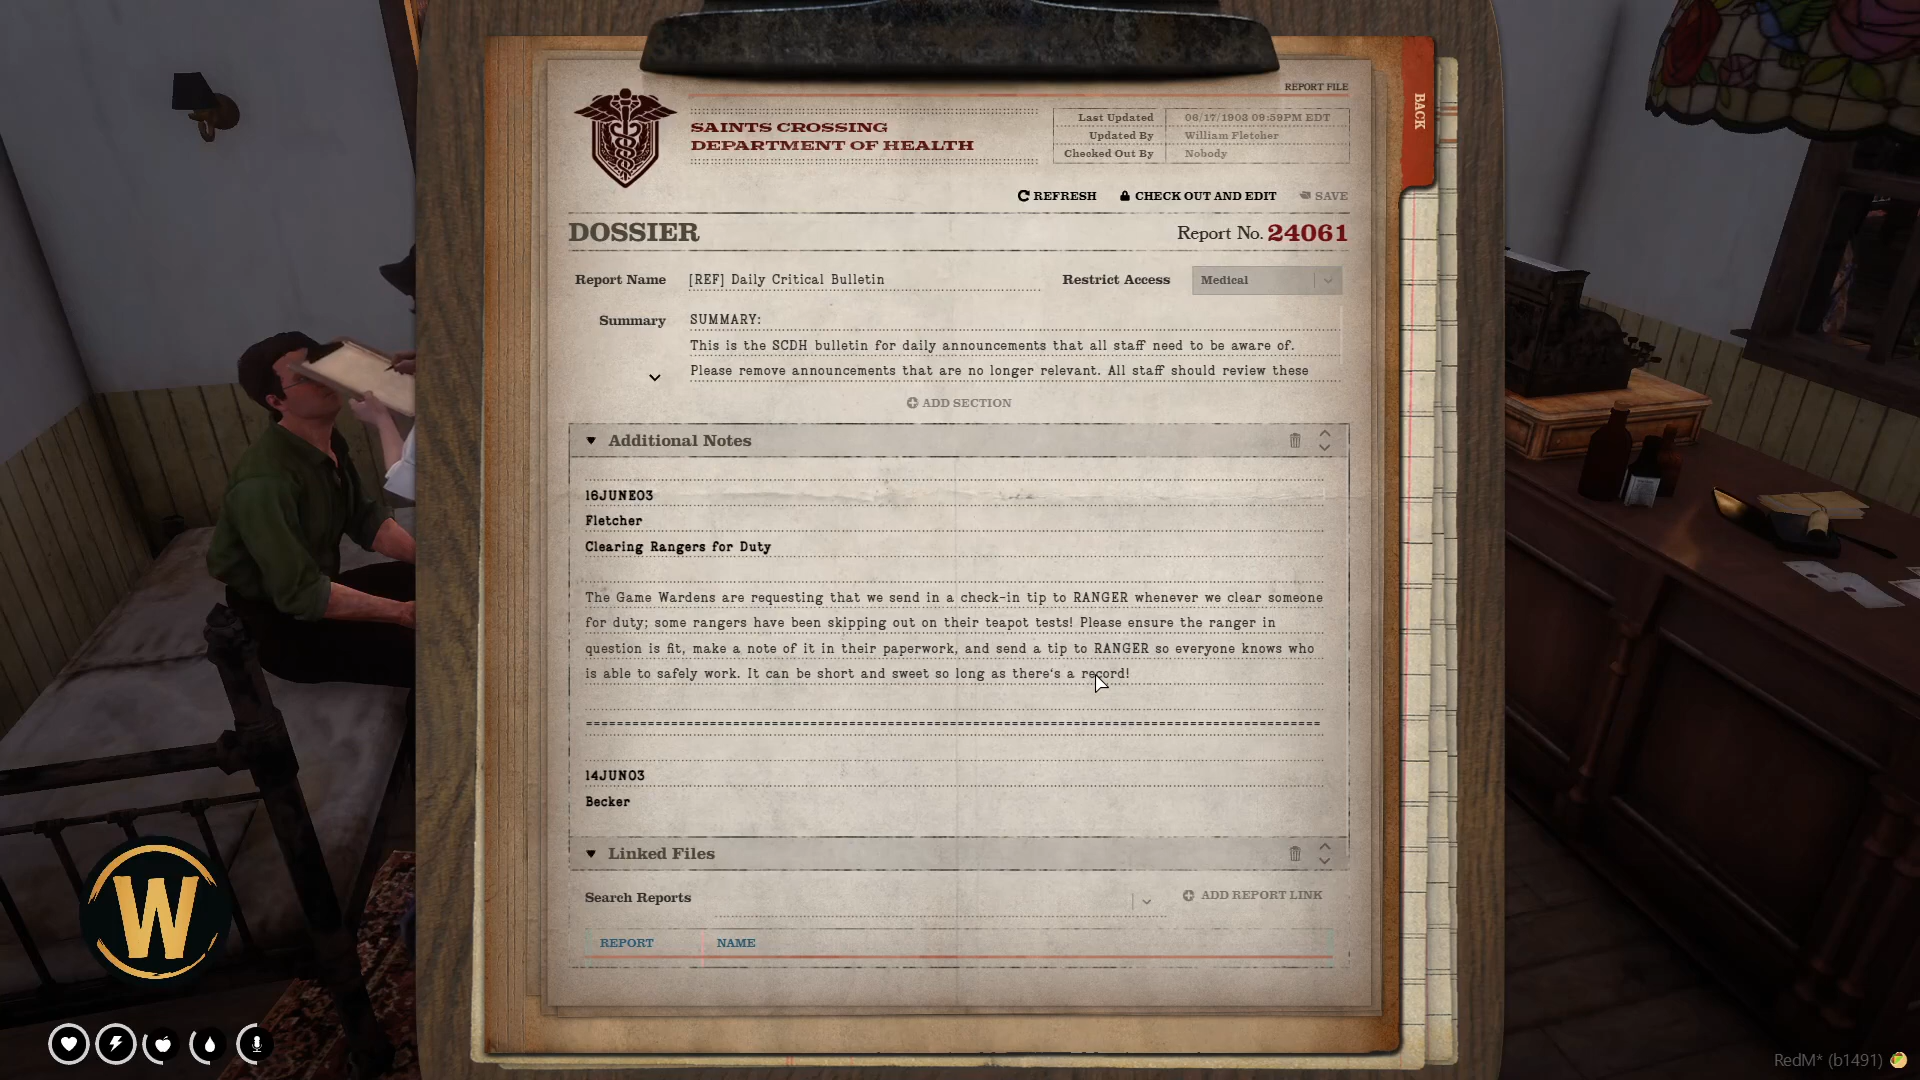 REPORT FILE
BACK
SAINTS CROSSING
DEPARTMENT OF HEALTH
Last Updated 06/17/1903 09:59PM EDT
Updated By William Fletcher
Checked Out By Nobody
REFRESH CHECK OUT AND EDIT SAVE
DOSSIER Report No. 24061
Report Name [REF] Daily Critical Bulletin Restrict Access Medical
Summary SUMMARY:
This is the SCDH bulletin for daily announcements that all staff need to be aware of.
Please remove announcements that are no longer relevant. All staff should review these
ADD SECTION
Additional Notes
16JUNE03
Fletcher
Clearing Rangers for Duty
The Game Wardens are requesting that we send in a check-in tip to RANGER whenever we clear someone
for duty; some rangers have been skipping out on their teapot tests! Please ensure the ranger in
question is fit, make a note of it in their paperwork, and send a tip to RANGER so everyone knows who
is able to safely work. It can be short and sweet so long as there's a record!
14JUN03
Becker
Linked Files
Search Reports ADD REPORT LINK
REPORT NAME
W
RedM* (b1491)